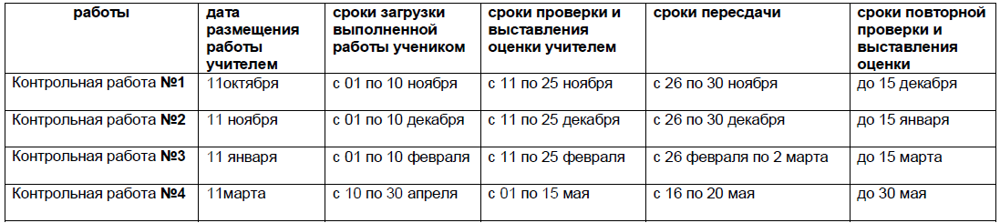 работы
дата размещения работы учителем
сроки загрузки выполненной работы учеником
сроки проверки и выставления оценки учителем
сроки пересдачи
сроки повторной проверки и выставления оценки
Контрольная работа №1 11октября с 01 по 10 ноября с 11 по 25 ноября с 26 по 30 ноября до 15 декабря
Контрольная работа №2 11 ноября с 01 по 10 декабря с 11 по 25 декабря с 26 по 30 декабря до 15 января
Контрольная работа №3 11 января с 01 по 10 февраля с 11 по 25 февраля с 26 февраля по 2 марта до 15 марта
Контрольная работа №4 11марта с 10 по 30 апреля с 01 по 15 мая с 16 по 20 мая до 30 мая